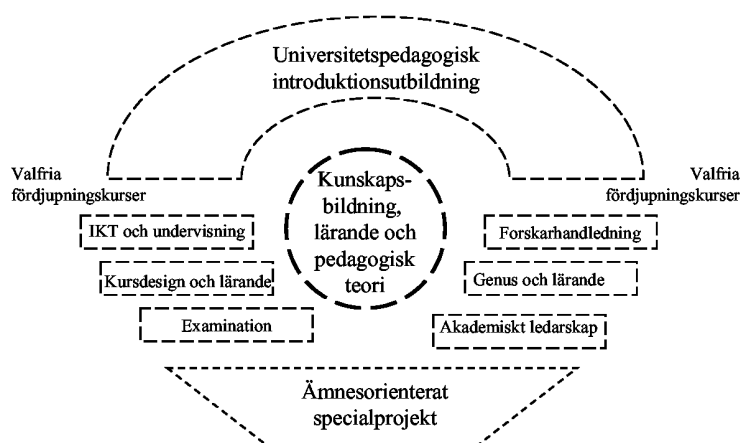 Universitetspedagogisk
introduktionsutbildning
Valfria
fördjupningskurser
Valfria
fördjupningskurser
Kunskaps-
bildning,
lärande och
pedagogisk
teori
IKT och undervisning
Kursdesign och lärande
Examination
Forskarhandledning
Genus och lärande
Akademiskt ledarskap
Ämnesorienterat
specialprojekt